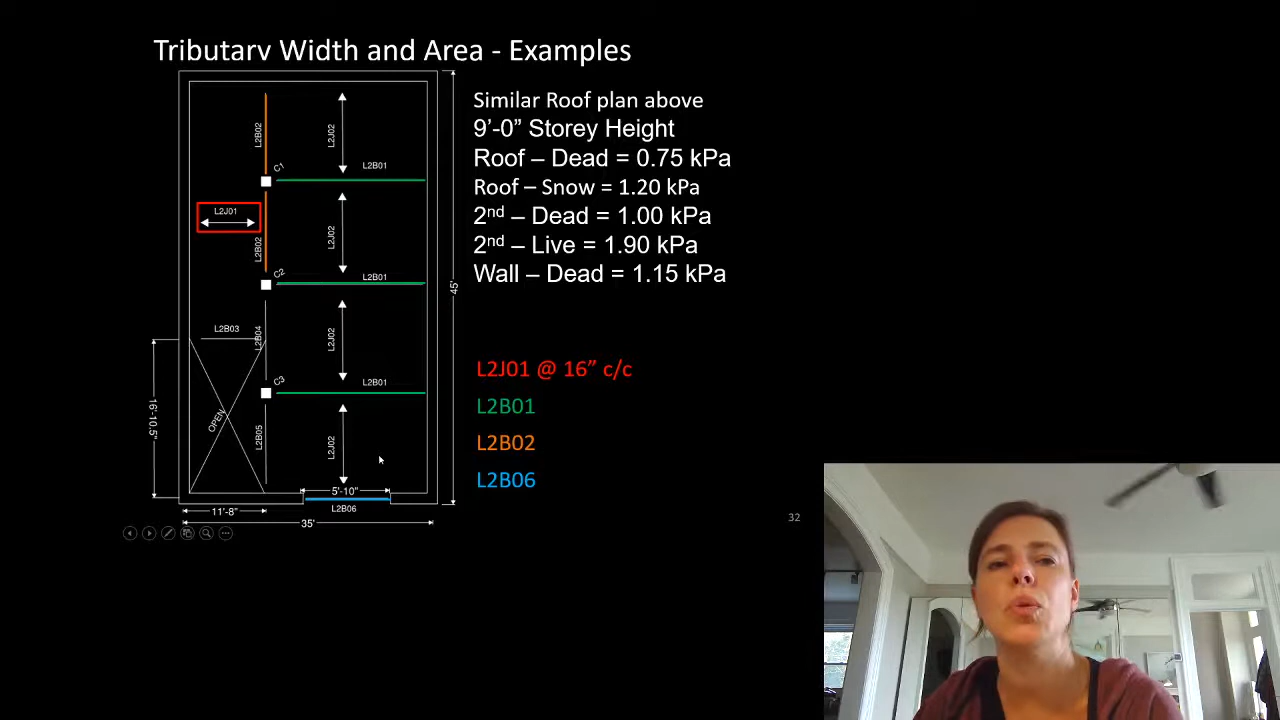 Tributary Width and Area - Examples
Similar Roof plan above
9’-0” Storey Height
Roof – Dead = 0.75 kPa
Roof – Snow = 1.20 kPa
2nd – Dead = 1.00 kPa
2nd – Live = 1.90 kPa
Wall – Dead = 1.15 kPa
L2J01 @ 16” c/c
L2B01
L2B02
L2B06
32
L2B02
L2J02
C1
L2B01
L2J01
L2B02
L2J02
C2
L2B01
45'
L2B03
L2B04
L2J02
C3
L2B01
16'-10.5"
OPEN
L2B05
L2J02
5'-10"
L2B06
11'-8"
35'